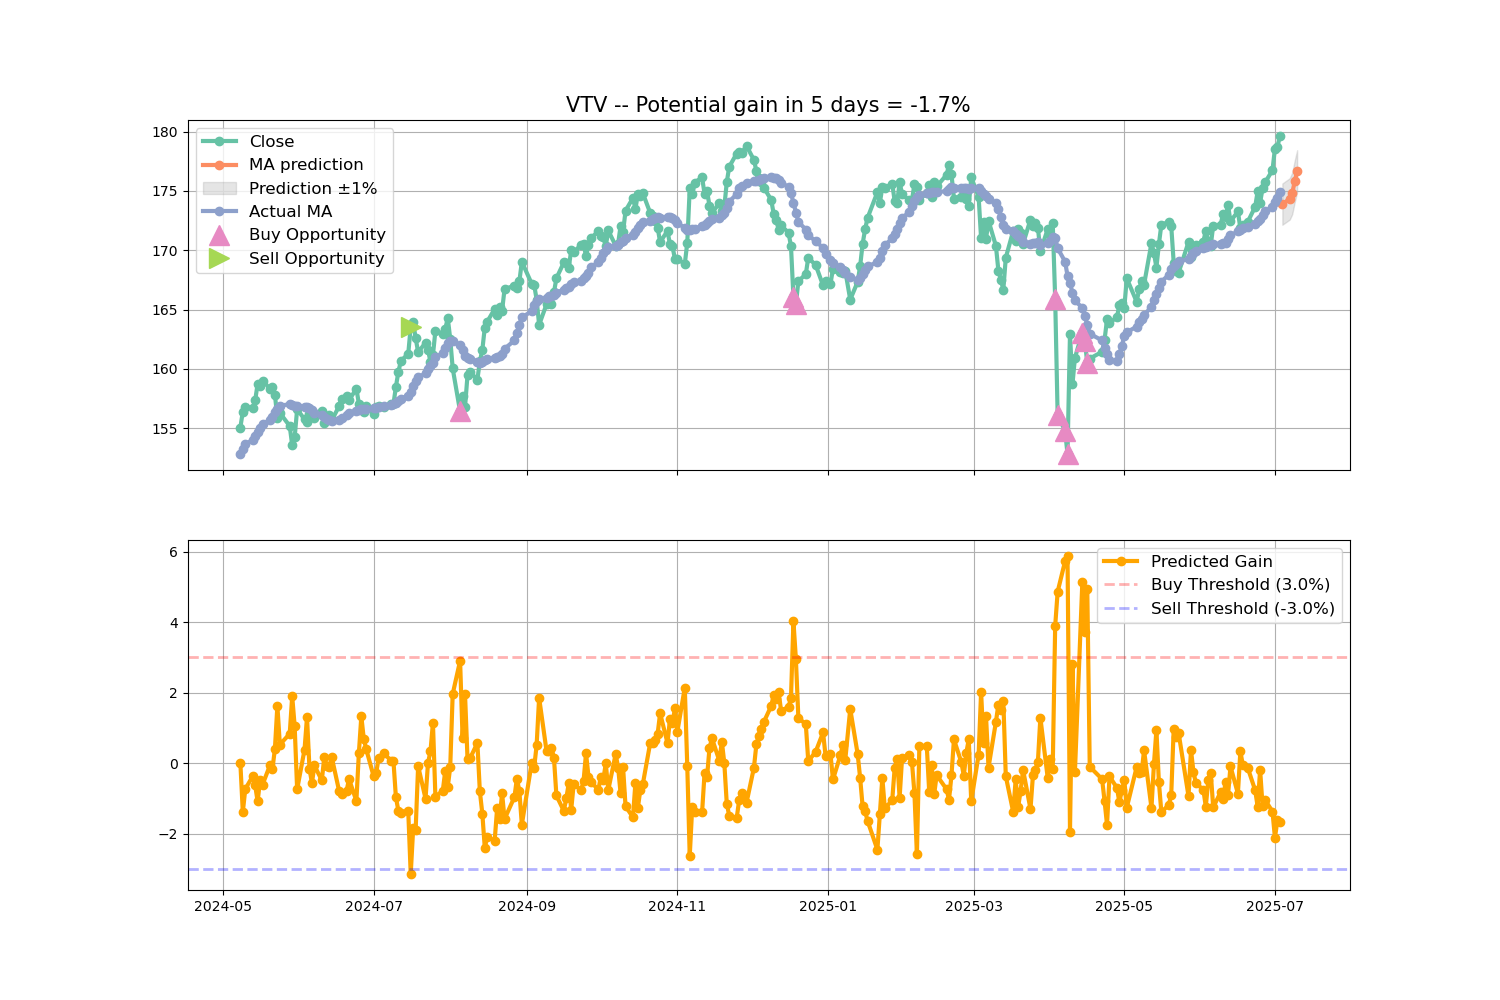 VTV -- Potential gain in 5 days = -1.7%
180
175
170
165
160
155
Close
MA prediction
Prediction ±1%
Actual MA
Buy Opportunity
Sell Opportunity
6
4
2
0
−2
Predicted Gain
Buy Threshold (3.0%)
Sell Threshold (-3.0%)
2024-05 2024-07 2024-09 2024-11 2025-01 2025-03 2025-05 2025-07